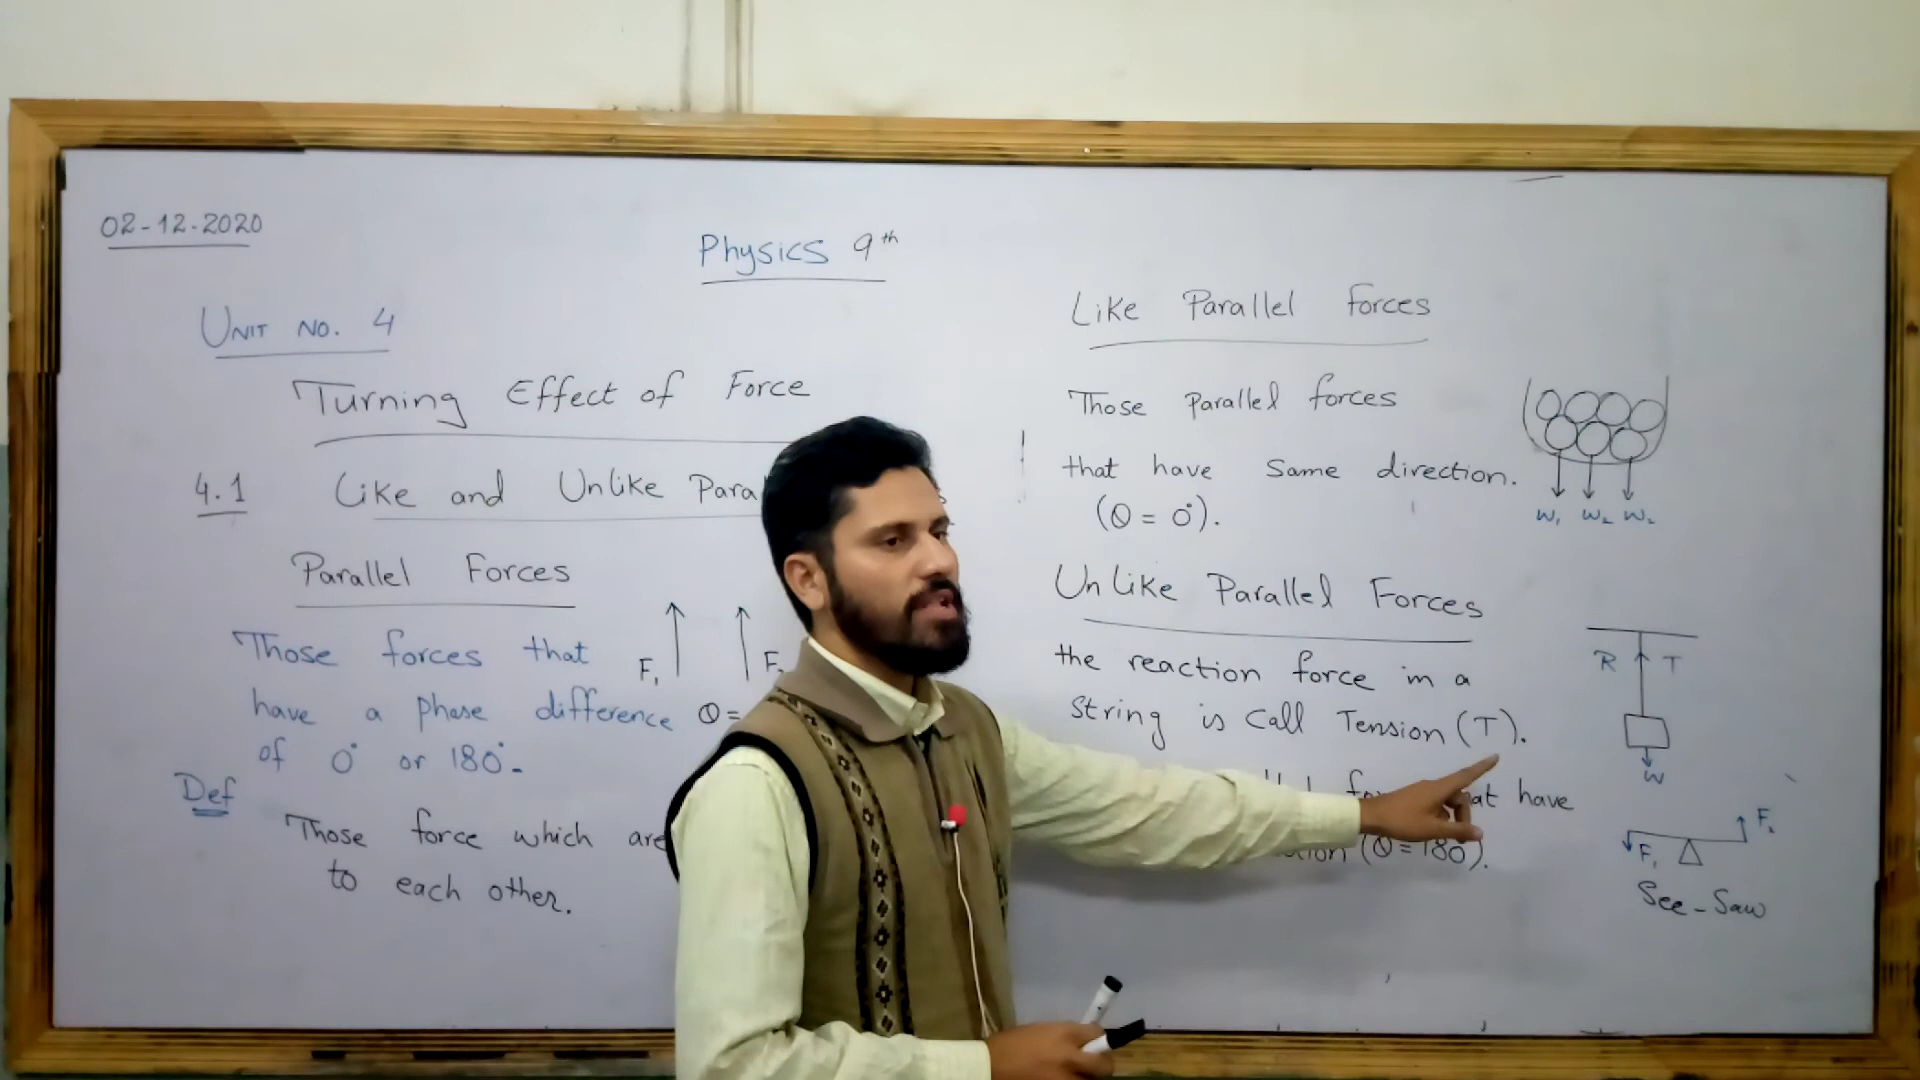 02-12-2020
Physics 9th
UNIT NO. 4
Turning Effect of Force
4.1 Like and Unlike Para
Parallel Forces
Those forces that
have a phase difference
of 0° or 180°.
F₁
F
θ=
Def
Those force which are
to each other.
Like Parallel forces
Those parallel forces
that have same direction.
(θ = 0°).
W₁ W₂ W₂
UnLike Parallel Forces
the reaction force in a
string is call Tension (T).
have
(θ=180).
R T
W
F₁
F₂
See-Saw